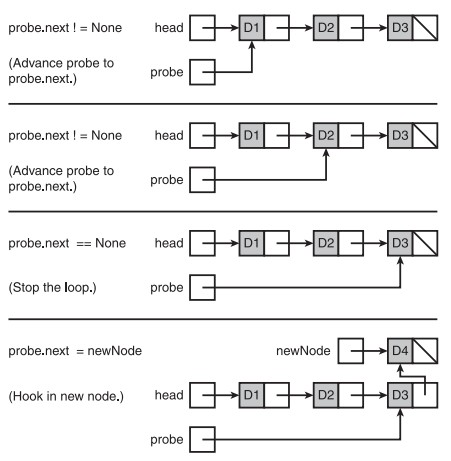 probe.next ! = None head D1 D2 D3
(Advance probe to
probe.next.) probe
probe.next ! = None head D1 D2 D3
(Advance probe to
probe.next.) probe
probe.next == None head D1 D2 D3
(Stop the loop.) probe
probe.next = newNode newNode D4
(Hook in new node.) head D1 D2 D3
probe